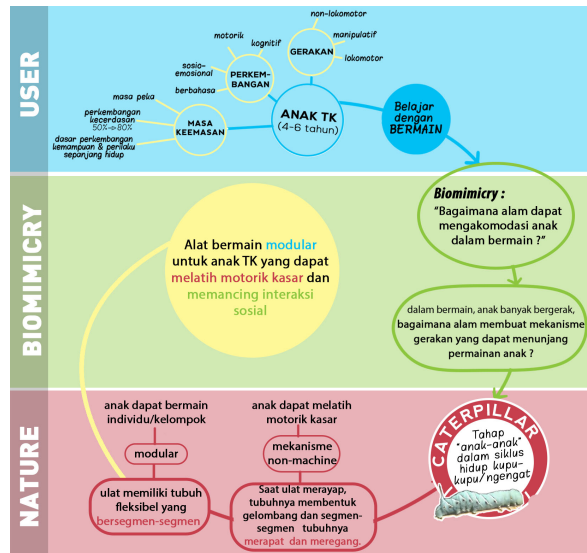 USER
non-lokomotor
manipulatif
lokomotor
GERAKAN
motorik
kognitif
sosio-
emosional
berbahasa
PERKEM-
BANGAN
masa peka
perkembangan
kecerdasan
50%→80%
dasar perkembangan
kemampuan & perilaku
sepanjang hidup
MASA
KEEMASAN
ANAK TK
(4-6 tahun)
Belajar
dengan
BERMAIN
BIOMIMICRY
Biomimicry :
"Bagaimana alam dapat
mengakomodasi anak
dalam bermain ?"
Alat bermain modular
untuk anak TK yang dapat
melatih motorik kasar dan
memancing interaksi
sosial
dalam bermain, anak banyak bergerak,
bagaimana alam membuat mekanisme
gerakan yang dapat menunjang
permainan anak ?
NATURE
CATERPILLAR
Tahap
"anak-anak"
dalam siklus
hidup kupu-
kupu/ngengat
anak dapat melatih
motorik kasar
mekanisme
non-machine
Saat ulat merayap,
tubuhnya membentuk
gelombang dan segmen-
segmen tubuhnya
merapat dan meregang.
anak dapat bermain
individu/kelompok
modular
ulat memiliki tubuh
fleksibel yang
bersegmen-segmen